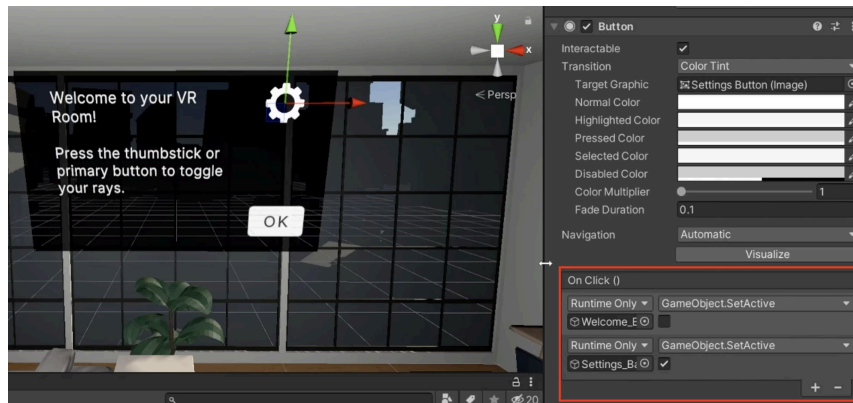 y
x
Persp
Welcome to your VR
Room!
Press the thumbstick or
primary button to toggle
your rays.
OK
20
Button
Interactable
Transition Color Tint
Target Graphic Settings Button (Image)
Normal Color
Highlighted Color
Pressed Color
Selected Color
Disabled Color
Color Multiplier 1
Fade Duration 0.1
Navigation Automatic
Visualize
On Click ()
Runtime Only GameObject.SetActive
Welcome_E
Runtime Only GameObject.SetActive
Settings_Ba
+ -